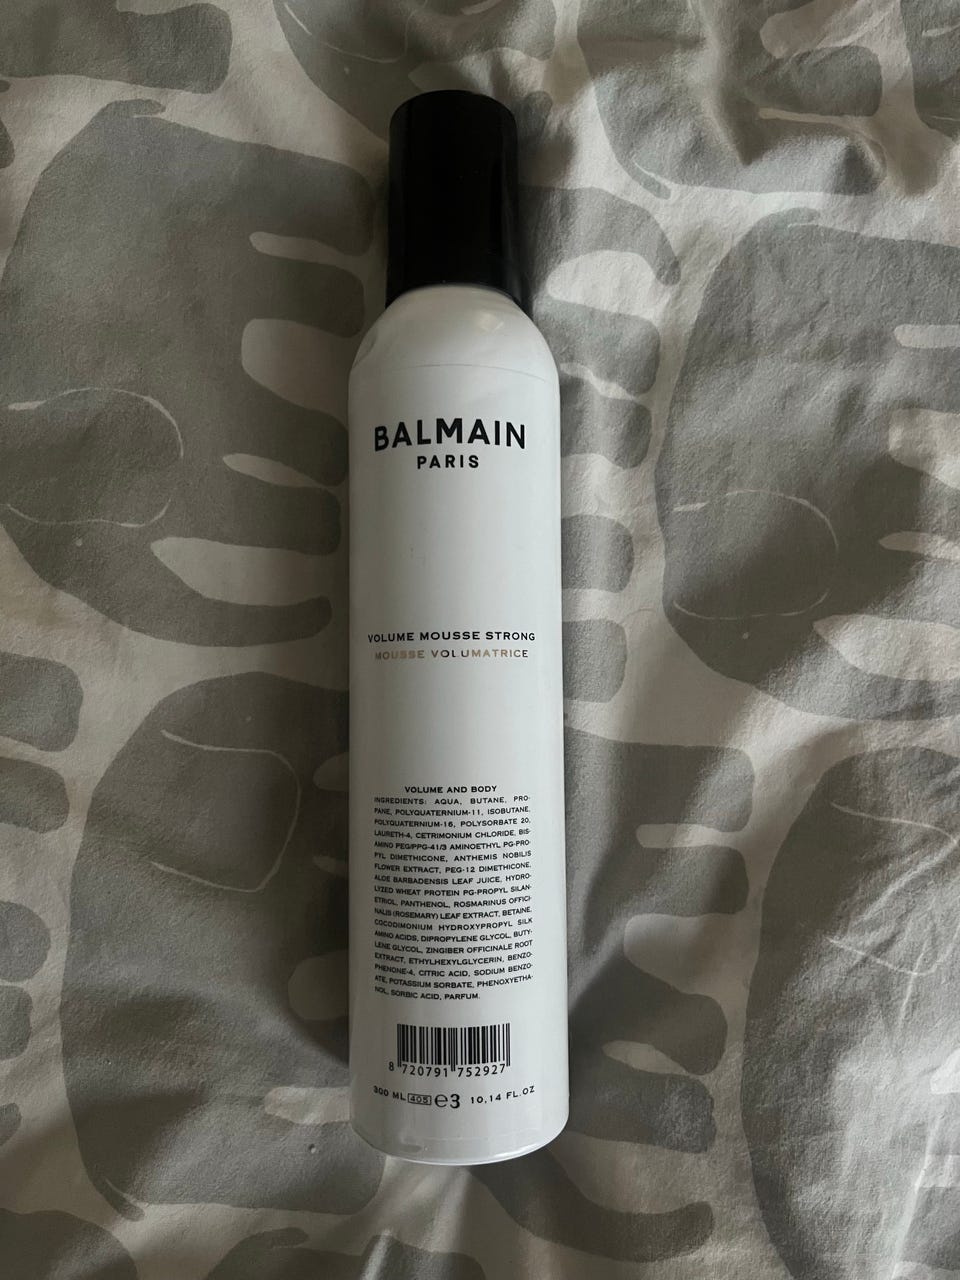 BALMAIN
PARIS
VOLUME MOUSSE STRONG
MOUSSE VOLUMATRICE
VOLUME AND BODY
INGREDIENTS: AQUA, BUTANE, PRO-
PANE, POLYQUATERNIUM-11, ISOBUTANE,
POLYQUATERNIUM-16, POLYSORBATE 20,
LAURETH-4, CETRIMONIUM CHLORIDE, BIS-
AMINO PEG/PPG-41/3 AMINOETHYL PG-PRO-
PYL DIMETHICONE, ANTHEMIS NOBILIS
FLOWER EXTRACT, PEG-12 DIMETHICONE,
ALOE BARBADENSIS LEAF JUICE, HYDRO-
LYZED WHEAT PROTEIN PG-PROPYL SILAN-
ETRIOL, PANTHENOL, ROSMARINUS OFFICI-
NALIS (ROSEMARY) LEAF EXTRACT, BETAINE,
COCODIMONIUM HYDROXYPROPYL SILK
AMINO ACIDS, DIPROPYLENE GLYCOL, BUTY-
LENE GLYCOL, ZINGIBER OFFICINALE ROOT
EXTRACT, ETHYLHEXYLGLYCERIN, BENZO-
PHENONE-4, CITRIC ACID, SODIUM BENZO-
ATE, POTASSIUM SORBATE, PHENOXYETHA-
NOL, SORBIC ACID, PARFUM.
8 720791 752927
300 ML 405 e 3 10,14 FL.OZ